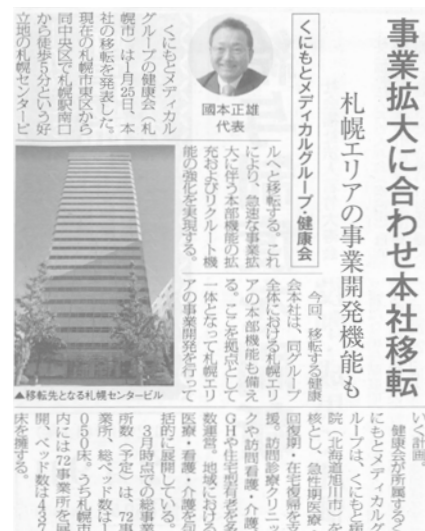 事業拡大に合わせ本社移転
札幌エリアの事業開発機能も
くにもとメディカルグループ・健康会
國本正雄
代表
くにもとメディカル
グループの健康会（札
幌市）は1月25日、本
社の移転を発表した。
現在の札幌市東区から
同中央区で札幌駅南口
から徒歩5分という好
立地の札幌センタービ
ルへと移転する。これ
により、急速な事業拡
大に伴う本部機能の拡
充およびリクルート機
能の強化を実現する。
▲移転先となる札幌センタービル
今回、移転する健康
会本社は、同グループ
全体における札幌エリ
アの本部機能も備え
る。ここを拠点として
一体となって札幌エリ
アの事業開発を行って
いく計画。
健康会が所属する
にもとメディカルグ
ループは、くにもと病
院（北海道旭川市）を
核とし、急性期医療
回復期・在宅復帰支
援。訪問診療クリニッ
クや訪問看護・介護、
GHや住宅型有老を多
数運営。地域における
医療・看護・介護を包
括的に展開している。
3月時点での総事業
所数（予定）は、72事
業所、総ベッド数は1
050床。うち札幌市
内には72事業所を展
開、ベッド数は437
床を擁する。